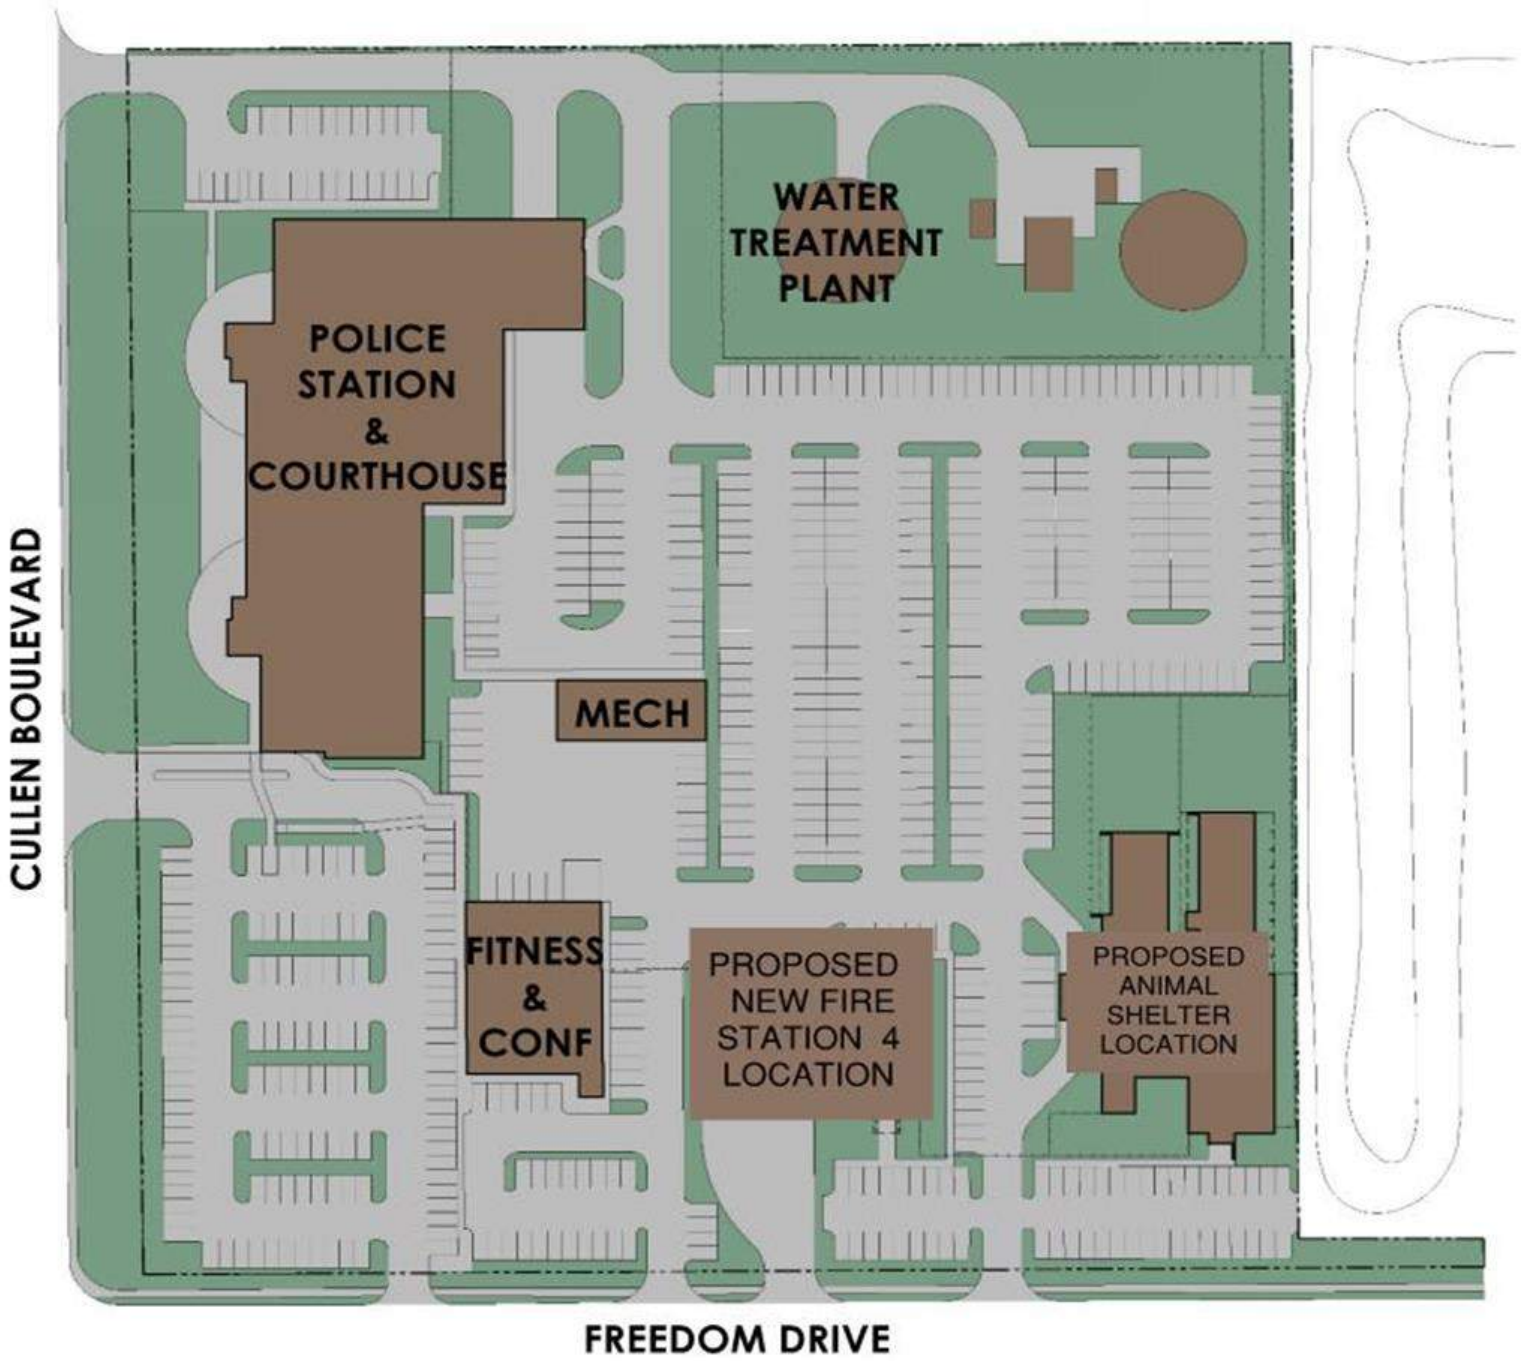 WATER
TREATMENT
PLANT
POLICE
STATION
&
COURTHOUSE
CULLEN BOULEVARD
MECH
FITNESS
&
CONF
PROPOSED
NEW FIRE
STATION 4
LOCATION
PROPOSED
ANIMAL
SHELTER
LOCATION
FREEDOM DRIVE